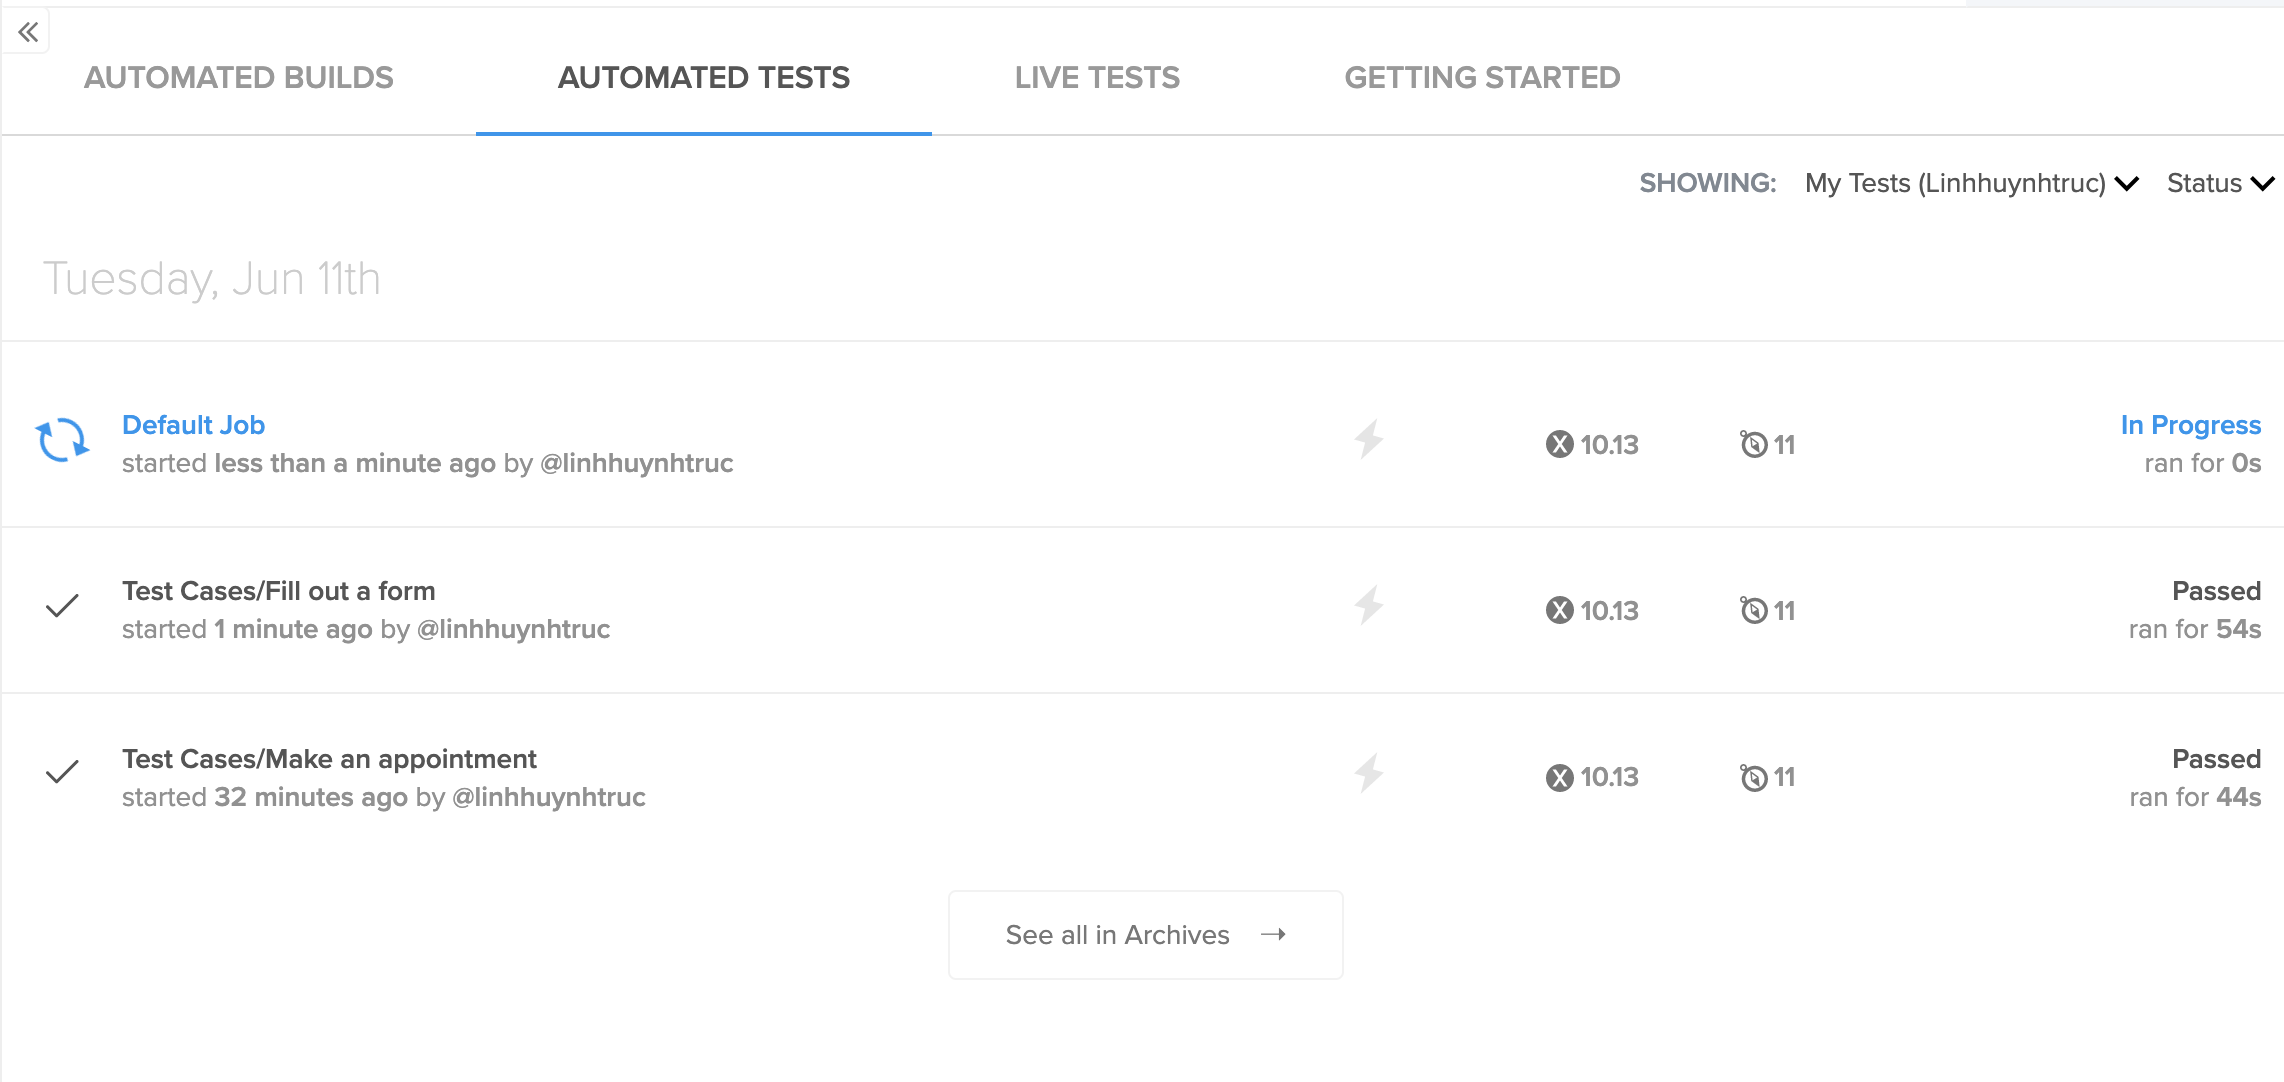 AUTOMATED BUILDS AUTOMATED TESTS LIVE TESTS GETTING STARTED
SHOWING: My Tests (Linhhuynhtruc) Status
Tuesday, Jun 11th
Default Job
started less than a minute ago by @linhhuynhtruc
10.13
11
In Progress
ran for 0s
Test Cases/Fill out a form
started 1 minute ago by @linhhuynhtruc
10.13
11
Passed
ran for 54s
Test Cases/Make an appointment
started 32 minutes ago by @linhhuynhtruc
10.13
11
Passed
ran for 44s
See all in Archives →